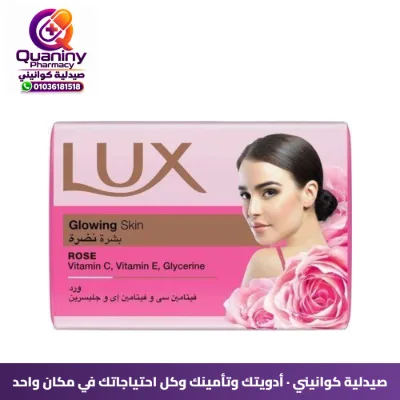 Quaniny
Pharmacy
صيدلية كوانيني
01036181518
LUX
Glowing Skin
بشرة نضرة
ROSE
Vitamin C, Vitamin E, Glycerine
ورد
فيتامين سي و فيتامين إى و جليسرين
صيدلية كوانيني - أدويتك وتأمينك وكل احتياجاتك في مكان واحد